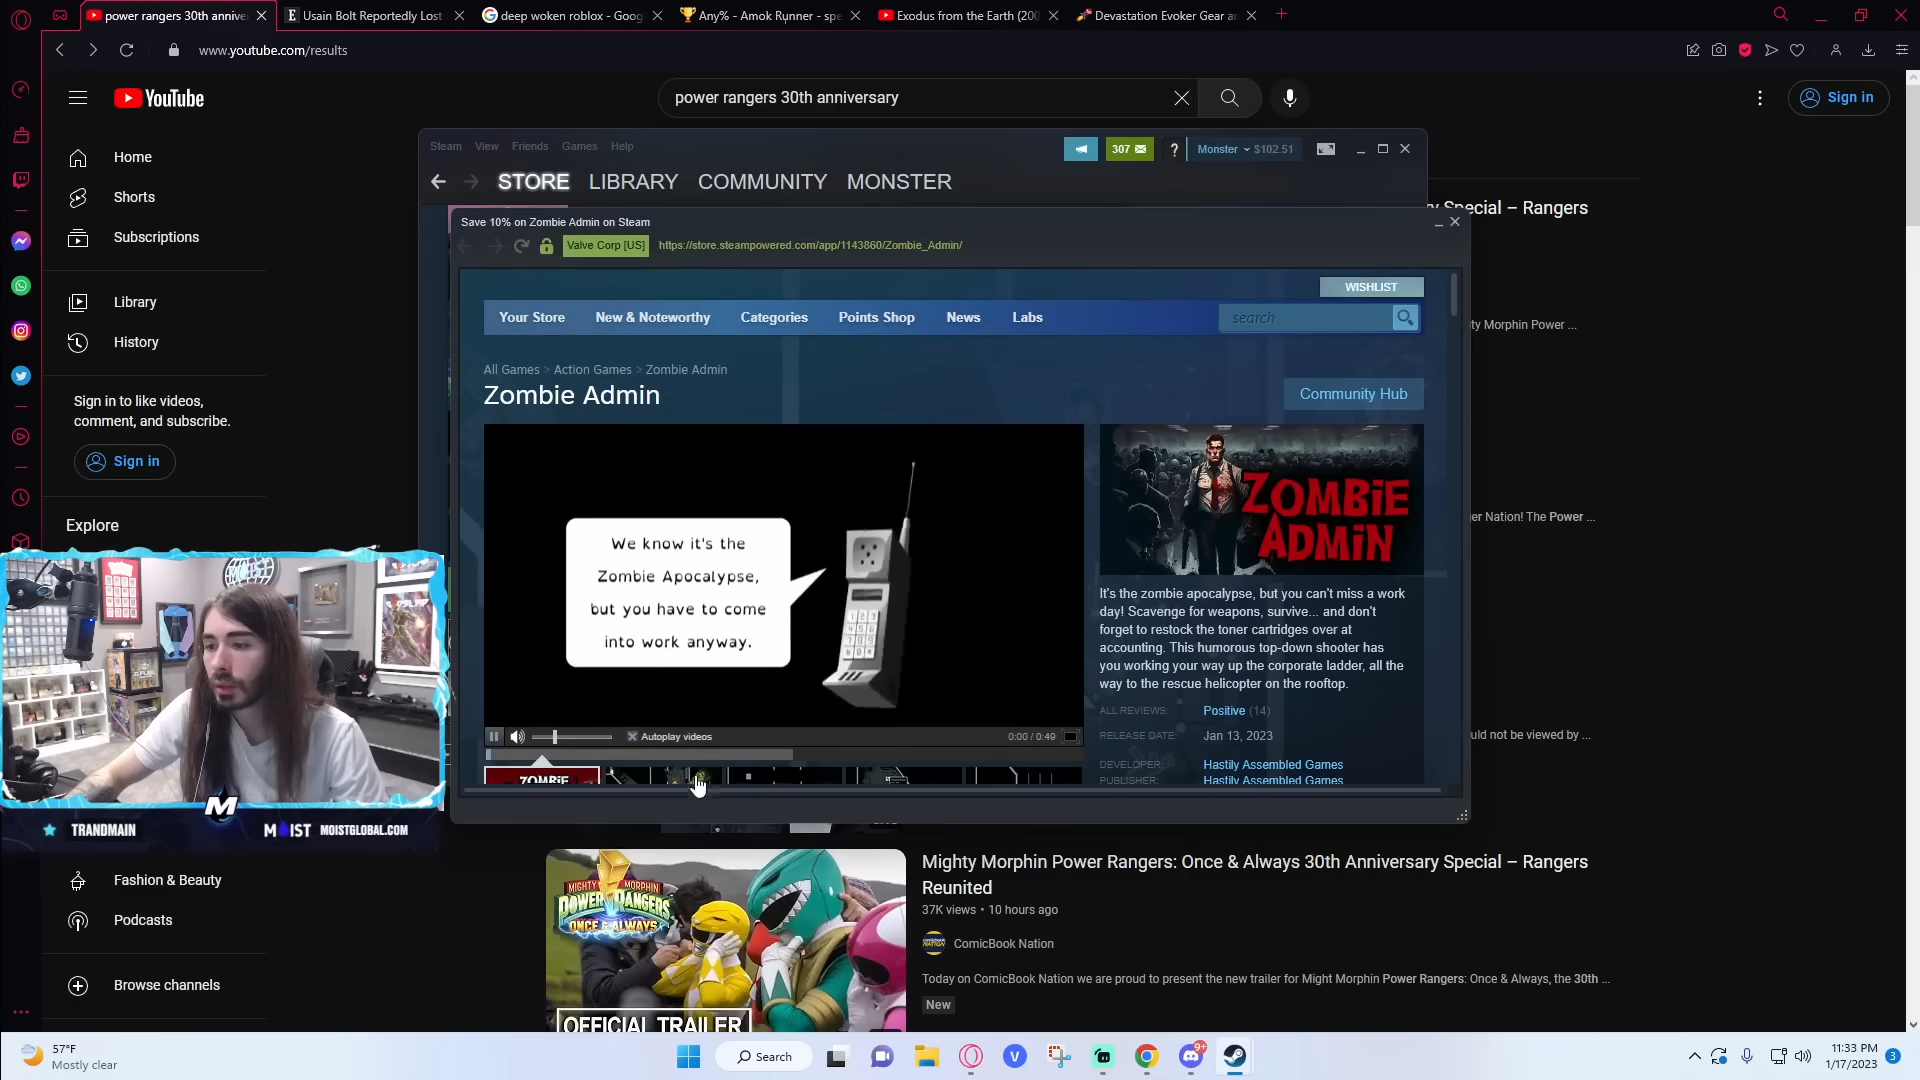 power rangers 30th annive
Usain Bolt Reportedly Lost
deep woken roblox - Goog
Any% - Amok Runner - spe
Exodus from the Earth (200
Devastation Evoker Gear a
www.youtube.com/results
YouTube
power rangers 30th anniversary
Sign in
Home
Shorts
Subscriptions
Library
History
Sign in to like videos,
comment, and subscribe.
Sign in
Explore
Fashion & Beauty
Podcasts
Browse channels
Steam View Friends Games Help
307
?
Monster $102.51
STORE LIBRARY COMMUNITY MONSTER
Save 10% on Zombie Admin on Steam
Valve Corp [US]
https://store.steampowered.com/app/1143860/Zombie_Admin/
WISHLIST
Your Store New & Noteworthy Categories Points Shop News Labs
search
All Games > Action Games > Zombie Admin
Zombie Admin
Community Hub
We know it's the
Zombie Apocalypse,
but you have to come
into work anyway.
ZOMBiE
ADMiN
It's the zombie apocalypse, but you can't miss a work
day! Scavenge for weapons, survive... and don't
forget to restock the toner cartridges over at
accounting. This humorous top-down shooter has
you working your way up the corporate ladder, all the
way to the rescue helicopter on the rooftop.
ALL REVIEWS: Positive (14)
RELEASE DATE: Jan 13, 2023
DEVELOPER: Hastily Assembled Games
PUBLISHER: Hastily Assembled Games
Autoplay videos
0:00 / 0:49
ZOMBiE
y Special – Rangers
ty Morphin Power ...
er Nation! The Power ...
uld not be viewed by ...
MOIST
TRANDMAIN
M
MOIST MOISTGLOBAL.COM
MIGHTY MORPHIN
POWER RANGERS
ONCE & ALWAYS
OFFICIAL TRAILER
Mighty Morphin Power Rangers: Once & Always 30th Anniversary Special – Rangers
Reunited
37K views • 10 hours ago
ComicBook Nation
Today on ComicBook Nation we are proud to present the new trailer for Might Morphin Power Rangers: Once & Always, the 30th ...
New
57°F
Mostly clear
Search
9+
11:33 PM
1/17/2023
3